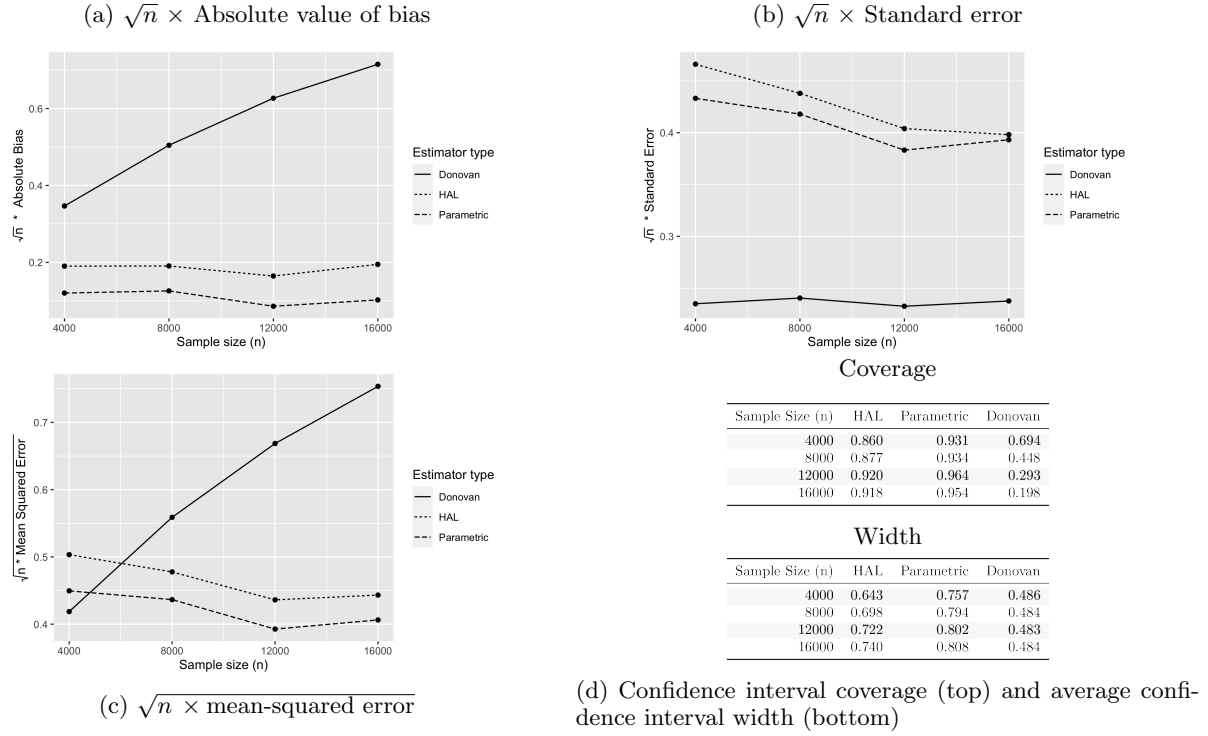 (a) √n × Absolute value of bias
0.6
0.4
0.2
√n * Absolute Bias
4000 8000 12000 16000
Sample size (n)
Estimator type
Donovan
HAL
Parametric
(b) √n × Standard error
0.4
0.3
√n * Standard Error
4000 8000 12000 16000
Sample size (n)
Estimator type
Donovan
HAL
Parametric
0.7
0.6
0.5
0.4
√n * Mean Squared Error
4000 8000 12000 16000
Sample size (n)
Estimator type
Donovan
HAL
Parametric
(c) √n × mean-squared error
Coverage
Sample Size (n) HAL Parametric Donovan
4000 0.860 0.931 0.694
8000 0.877 0.934 0.448
12000 0.920 0.964 0.293
16000 0.918 0.954 0.198
Width
Sample Size (n) HAL Parametric Donovan
4000 0.643 0.757 0.486
8000 0.698 0.794 0.484
12000 0.722 0.802 0.483
16000 0.740 0.808 0.484
(d) Confidence interval coverage (top) and average confi-
dence interval width (bottom)